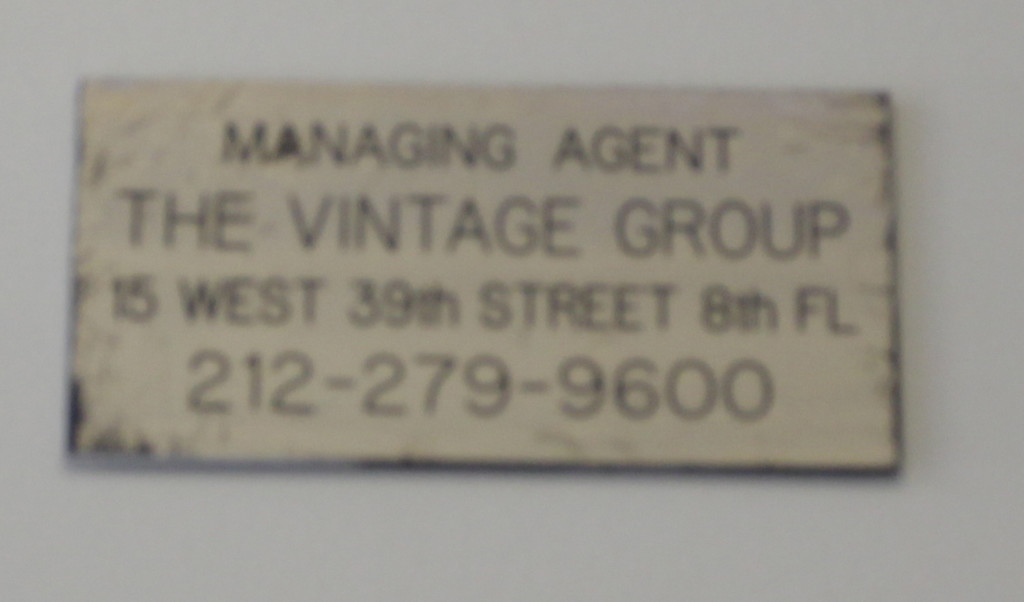 MANAGING AGENT
THE VINTAGE GROUP
15 WEST 39th STREET 8th FL
212-279-9600